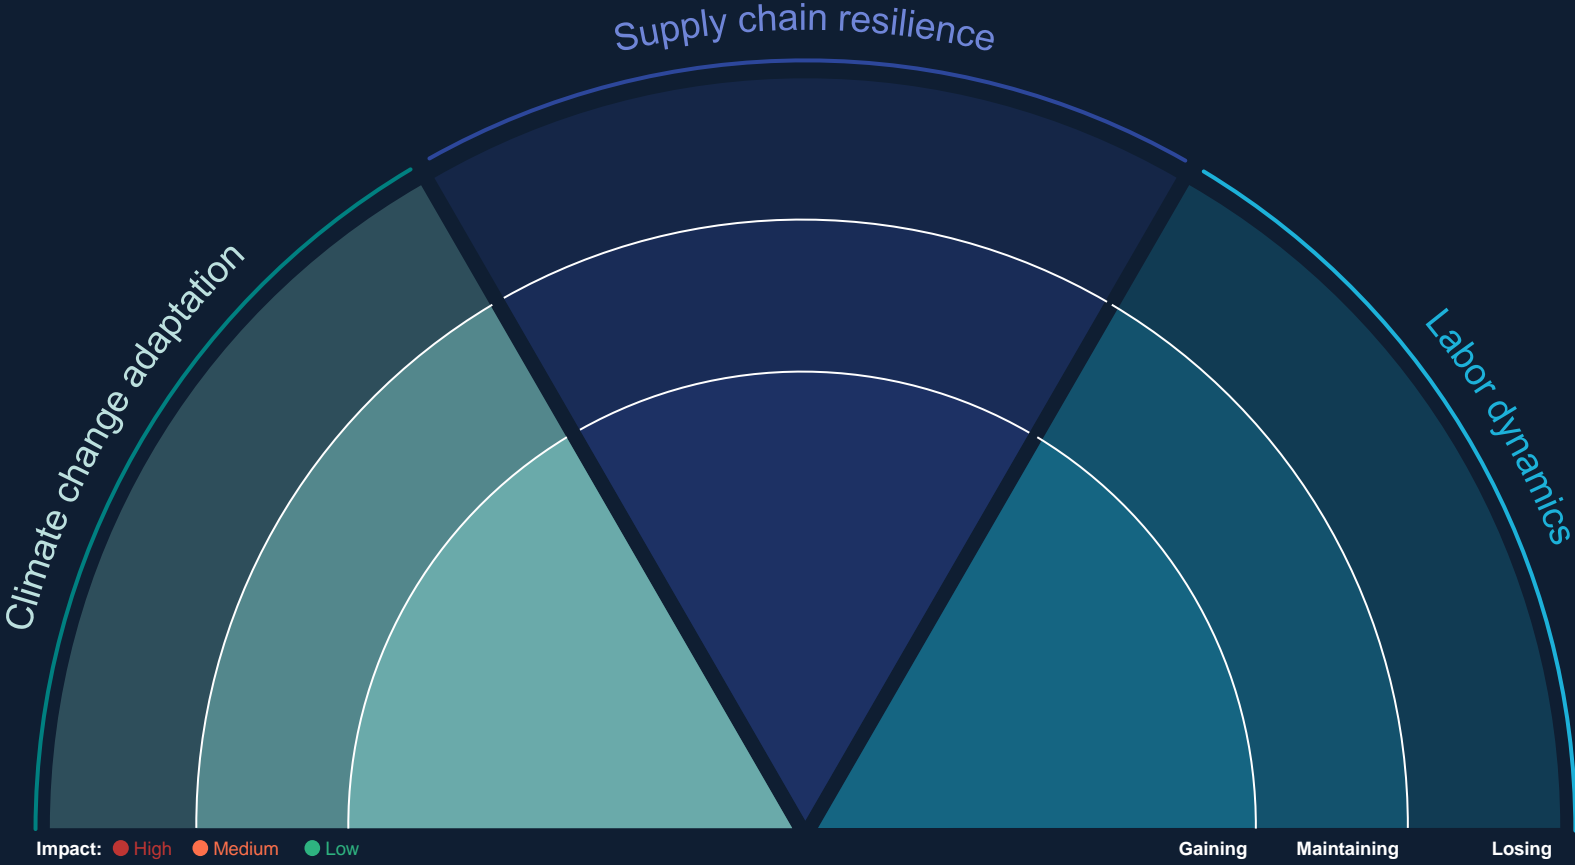 Supply chain resilience
Climate change adaptation
Labor dynamics
Impact: High Medium Low
Gaining Maintaining Losing